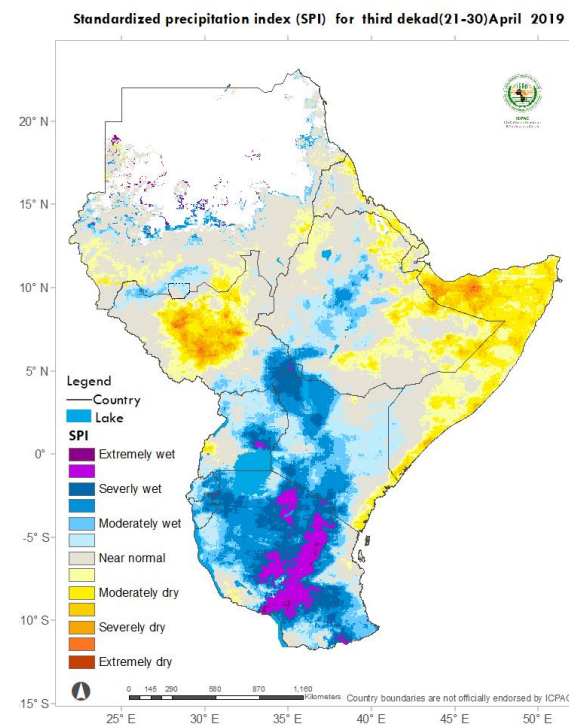 Standardized precipitation index (SPI) for third dekad(21-30)April 2019
20° N
15° N
10° N
5° N
0°
-5° S
10° S
15° S
25° E
30° E
35° E
40° E
45° E
50° E
ICPAC
Legend
Country
Lake
SPI
Extremely wet
Severly wet
Moderately wet
Near normal
Moderately dry
Severely dry
Extremely dry
0 145 290 580 870 1,160
Kilometers
Country boundaries are not officially endorsed by ICPAC